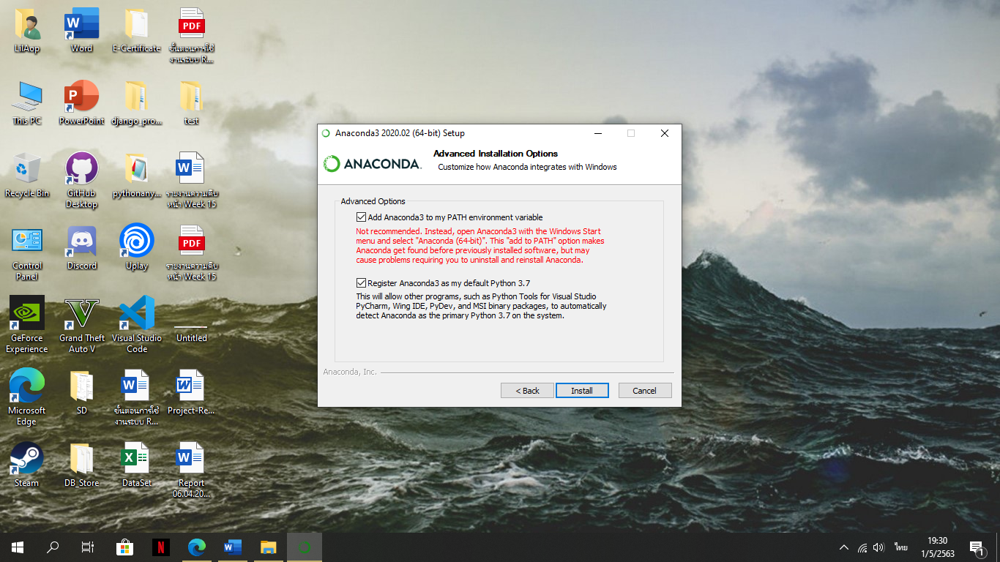 LilAop
Word
E-Certificate
PDF
ขั้นตอนการใช้
งานระบบ R...
This PC
PowerPoint
django_pro...
test
Recycle Bin
GitHub
Desktop
pythonany...
รายงานความคืบ
หน้า Week 15
Control
Panel
Discord
Uplay
PDF
รายงานความคืบ
หน้า Week 15
GeForce
Experience
Grand Theft
Auto V
Visual Studio
Code
Untitled
Microsoft
Edge
SD
ขั้นตอนการใช้
งานระบบ R...
Project-Re...
Steam
DB_Store
DataSet
Report
06.04.20...
Anaconda3 2020.02 (64-bit) Setup
ANACONDA.
Advanced Installation Options
Customize how Anaconda integrates with Windows
Advanced Options
Add Anaconda3 to my PATH environment variable
Not recommended. Instead, open Anaconda3 with the Windows Start
menu and select "Anaconda (64-bit)". This "add to PATH" option makes
Anaconda get found before previously installed software, but may
cause problems requiring you to uninstall and reinstall Anaconda.
Register Anaconda3 as my default Python 3.7
This will allow other programs, such as Python Tools for Visual Studio
PyCharm, Wing IDE, PyDev, and MSI binary packages, to automatically
detect Anaconda as the primary Python 3.7 on the system.
Anaconda, Inc.
< Back
Install
Cancel
ไทย
19:30
1/5/2563
1